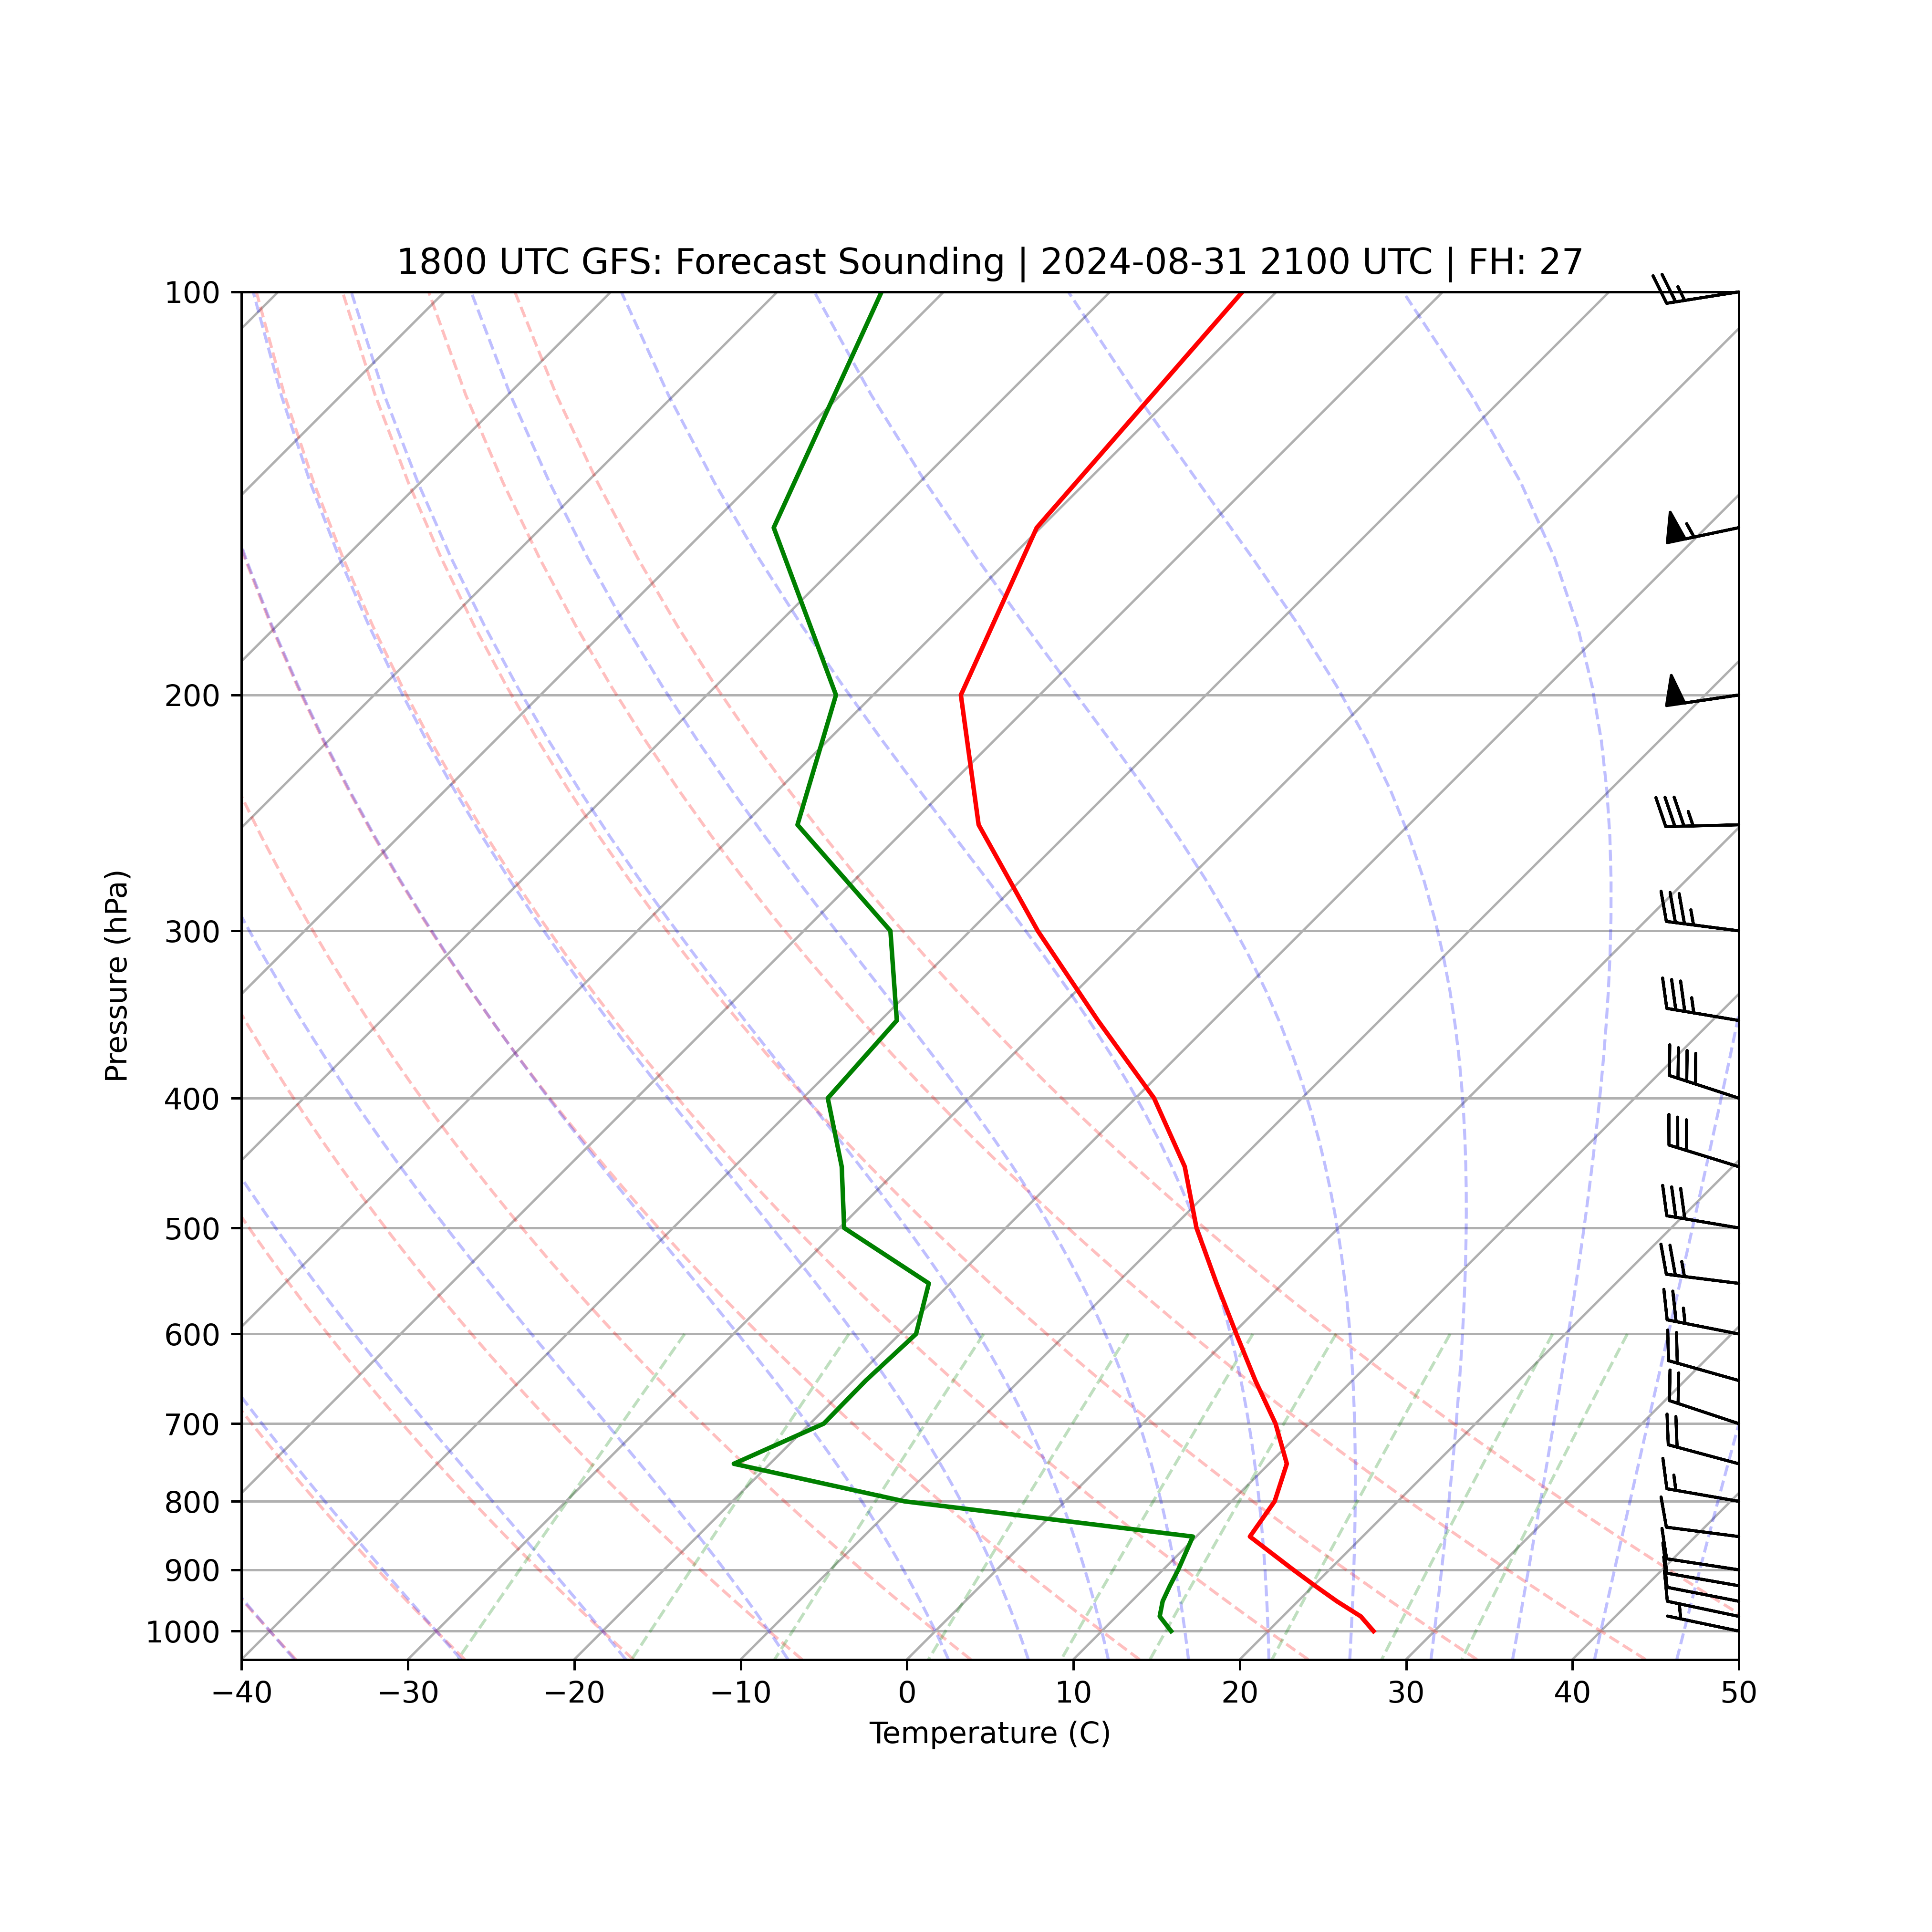 1800 UTC GFS: Forecast Sounding | 2024-08-31 2100 UTC | FH: 27
100
200
300
400
500
600
700
800
900
1000
Pressure (hPa)
−40 −30 −20 −10 0 10 20 30 40 50
Temperature (C)